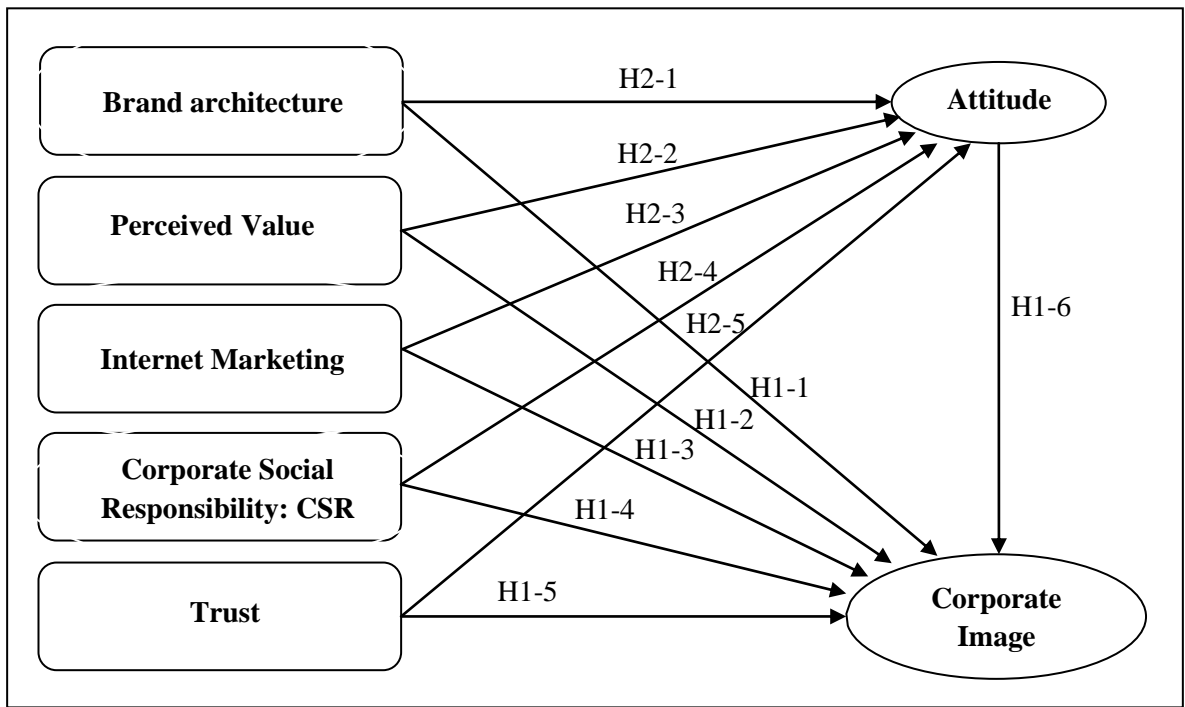 Brand architecture
H2-1
Attitude
H2-2
Perceived Value
H2-3
H2-4
H1-6
H2-5
Internet Marketing
H1-1
H1-2
H1-3
Corporate Social
Responsibility: CSR
H1-4
H1-5
Trust
Corporate
Image